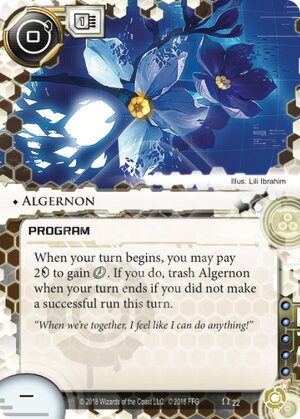 0
1
Illus. Lili Ibrahim
♦ ALGERNON
PROGRAM
When your turn begins, you may pay
2 to gain . If you do, trash Algernon
when your turn ends if you did not make
a successful run this turn.
“When we’re together, I feel like I can do anything!”
–
© 2018 Wizards of the Coast LLC. © 2018 FFG
22